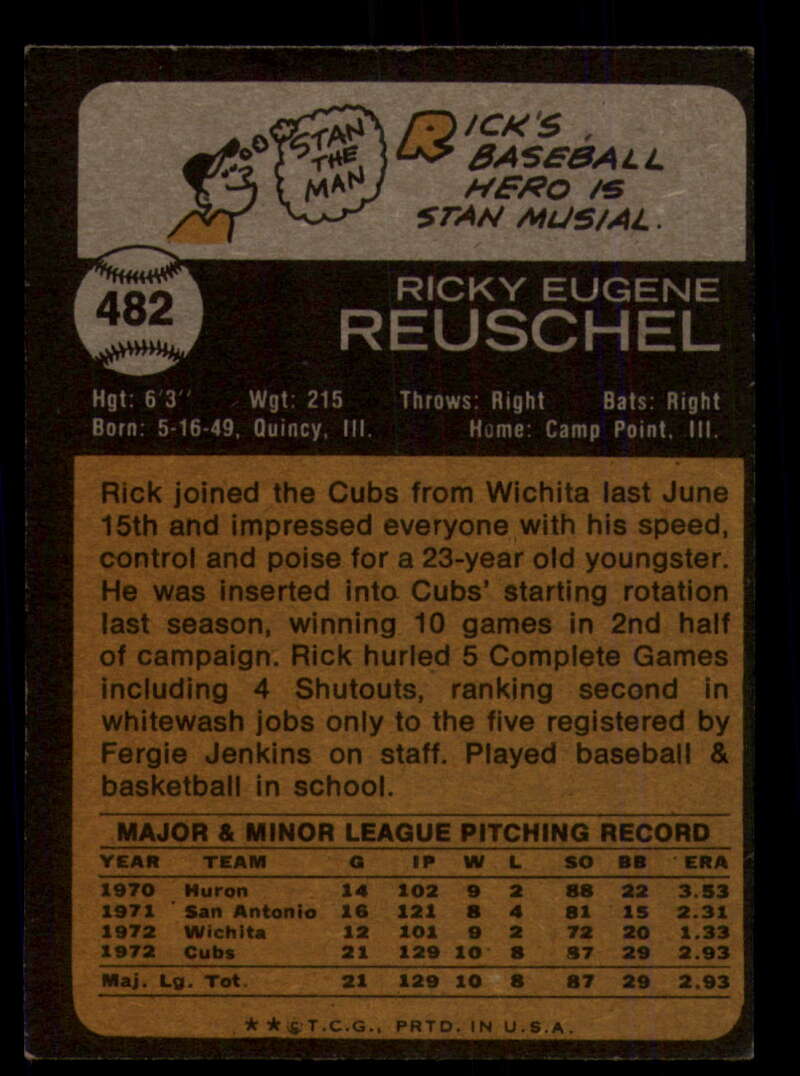 STAN
THE
MAN
RICK'S
BASEBALL
HERO IS
STAN MUSIAL.
482
RICKY EUGENE
REUSCHEL
Hgt: 6'3" Wgt: 215 Throws: Right Bats: Right
Born: 5-16-49, Quincy, Ill. Home: Camp Point, Ill.
Rick joined the Cubs from Wichita last June
15th and impressed everyone with his speed,
control and poise for a 23-year old youngster.
He was inserted into Cubs' starting rotation
last season, winning 10 games in 2nd half
of campaign. Rick hurled 5 Complete Games
including 4 Shutouts, ranking second in
whitewash jobs only to the five registered by
Fergie Jenkins on staff. Played baseball &
basketball in school.
MAJOR & MINOR LEAGUE PITCHING RECORD
YEAR TEAM G IP W L SO BB ERA
1970 Huron 14 102 9 2 88 22 3.53
1971 San Antonio 16 121 8 4 81 15 2.31
1972 Wichita 12 101 9 2 72 20 1.33
1972 Cubs 21 129 10 8 87 29 2.93
Maj. Lg. Tot. 21 129 10 8 87 29 2.93
★★©T.C.G., PRTD. IN U.S.A.